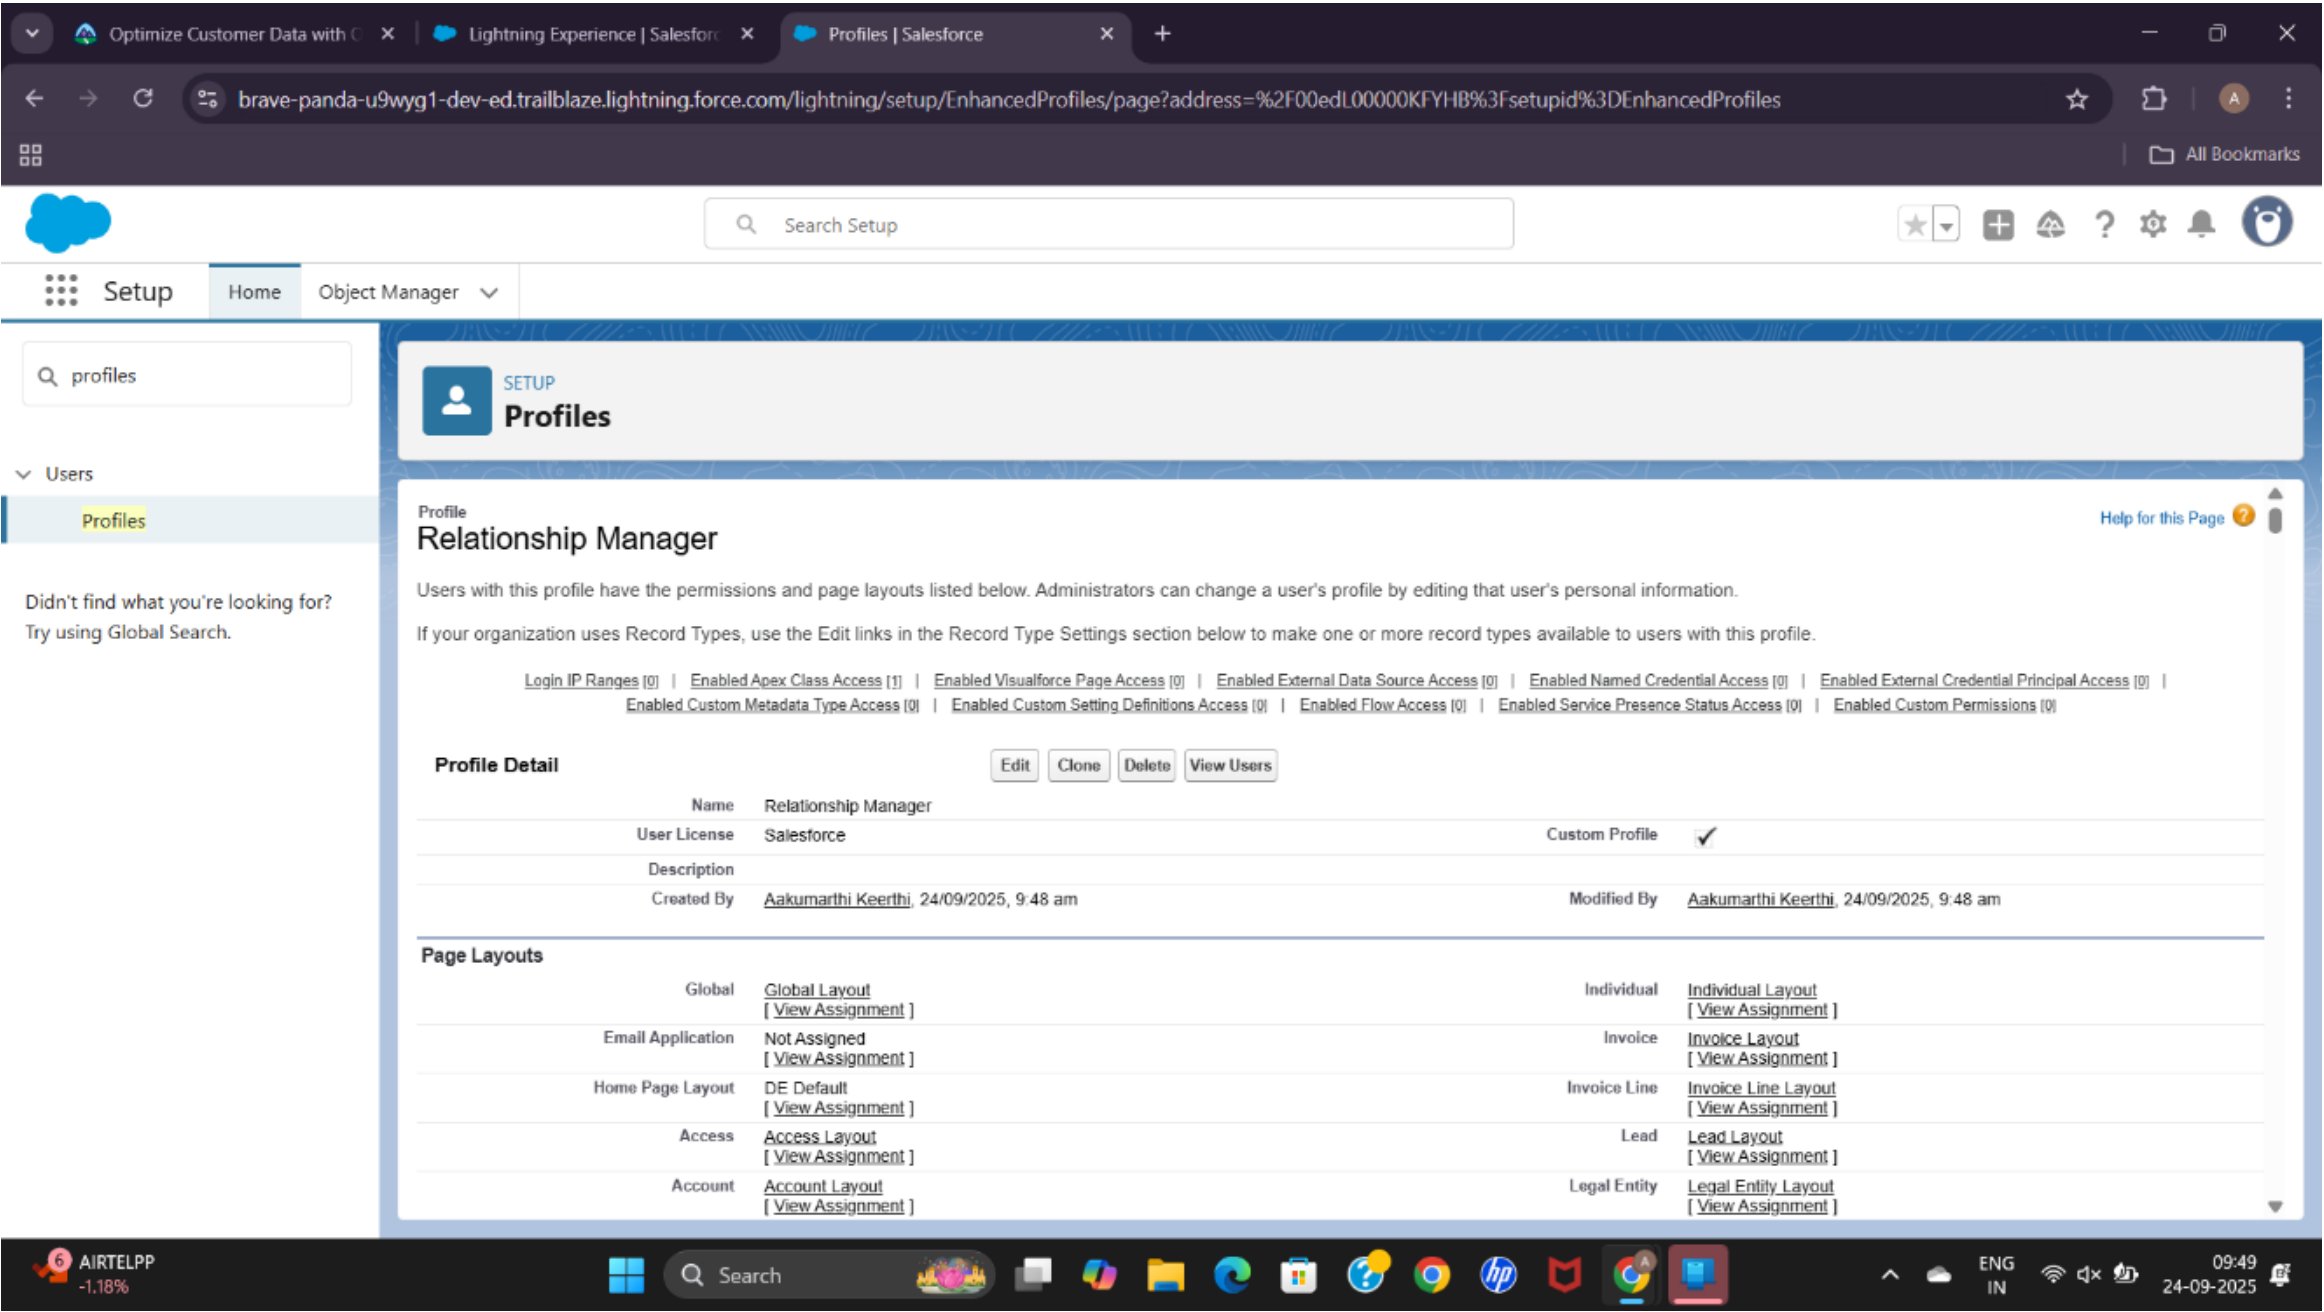 Optimize Customer Data with
Lightning Experience | Salesforc
Profiles | Salesforce
brave-panda-u9wyg1-dev-ed.trailblaze.lightning.force.com/lightning/setup/EnhancedProfiles/page?address=%2F00edL00000KFYHB%3Fsetupid%3DEnhancedProfiles
A
All Bookmarks
Search Setup
Setup
Home
Object Manager
profiles
Users
Profiles
Didn't find what you're looking for?
Try using Global Search.
SETUP
Profiles
Profile
Relationship Manager
Help for this Page
Users with this profile have the permissions and page layouts listed below. Administrators can change a user's profile by editing that user's personal information.
If your organization uses Record Types, use the Edit links in the Record Type Settings section below to make one or more record types available to users with this profile.
Login IP Ranges [0] | Enabled Apex Class Access [1] | Enabled Visualforce Page Access [0] | Enabled External Data Source Access [0] | Enabled Named Credential Access [0] | Enabled External Credential Principal Access [0] |
Enabled Custom Metadata Type Access [0] | Enabled Custom Setting Definitions Access [0] | Enabled Flow Access [0] | Enabled Service Presence Status Access [0] | Enabled Custom Permissions [0]
Profile Detail
Edit Clone Delete View Users
Name Relationship Manager
User License Salesforce Custom Profile
Description
Created By Aakumarthi Keerthi, 24/09/2025, 9:48 am Modified By Aakumarthi Keerthi, 24/09/2025, 9:48 am
Page Layouts
Global Global Layout Individual Individual Layout
[ View Assignment ] [ View Assignment ]
Email Application Not Assigned Invoice Invoice Layout
[ View Assignment ] [ View Assignment ]
Home Page Layout DE Default Invoice Line Invoice Line Layout
[ View Assignment ] [ View Assignment ]
Access Access Layout Lead Lead Layout
[ View Assignment ] [ View Assignment ]
Account Account Layout Legal Entity Legal Entity Layout
[ View Assignment ] [ View Assignment ]
6
AIRTELPP
-1.18%
Search
hp
A
ENG
IN
09:49
24-09-2025